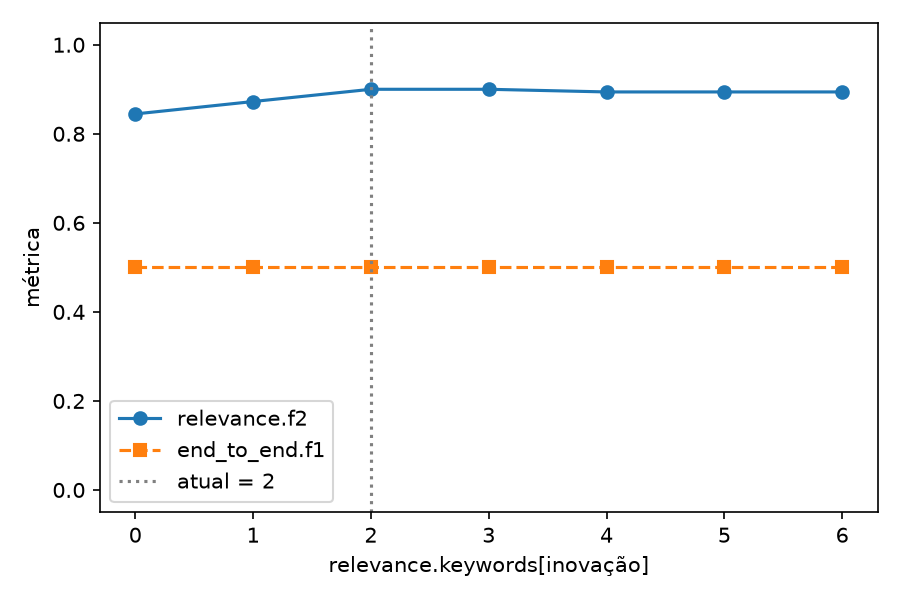 1.0
0.8
0.6
0.4
0.2
0.0
métrica
relevance.f2
end_to_end.f1
atual = 2
0 1 2 3 4 5 6
relevance.keywords[inovação]